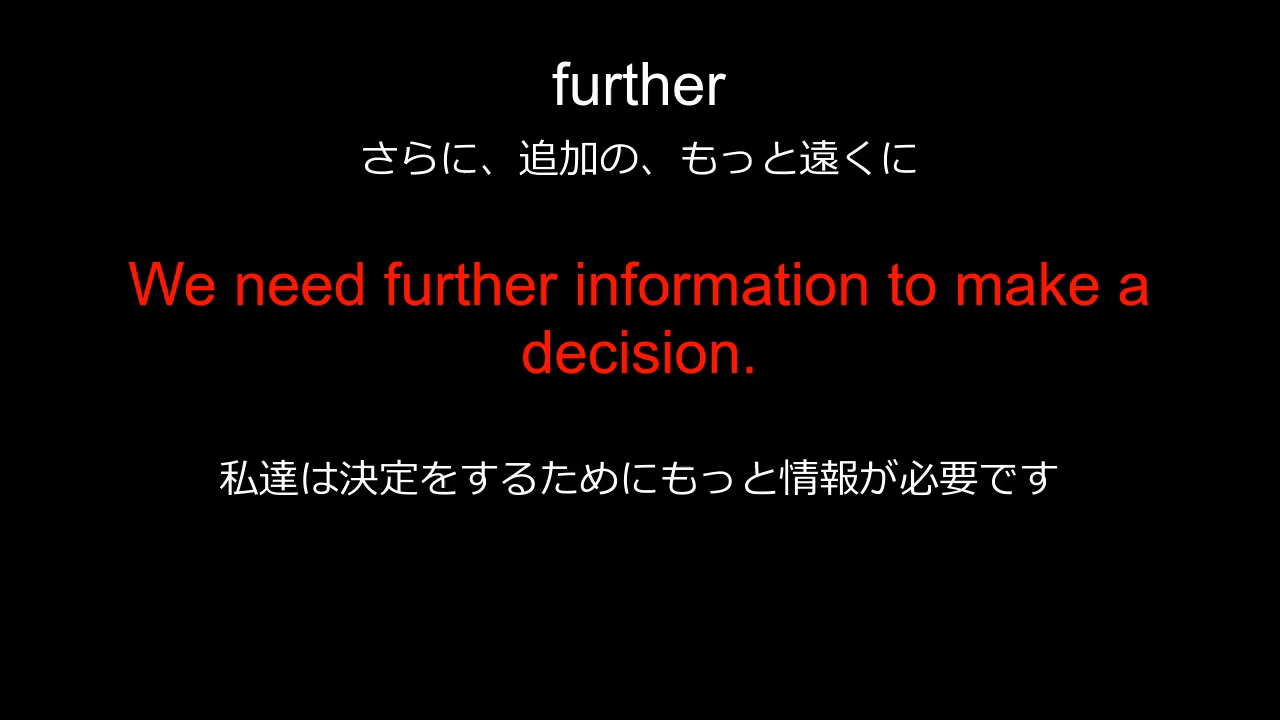 further
さらに、追加の、もっと遠くに
We need further information to make a
decision.
私達は決定をするためにもっと情報が必要です